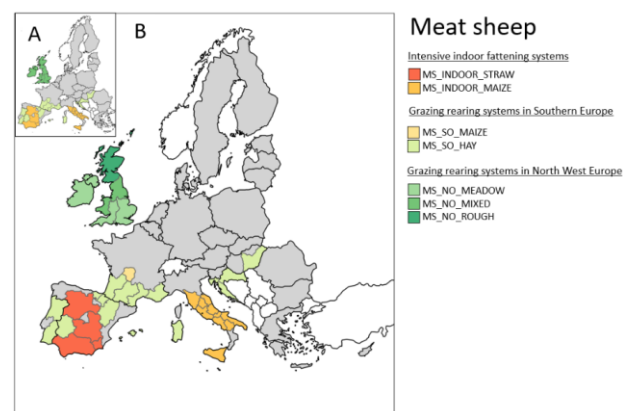 A
B
Meat sheep
Intensive indoor fattening systems
MS_INDOOR_STRAW
MS_INDOOR_MAIZE
Grazing rearing systems in Southern Europe
MS_SO_MAIZE
MS_SO_HAY
Grazing rearing systems in North West Europe
MS_NO_MEADOW
MS_NO_MIXED
MS_NO_ROUGH